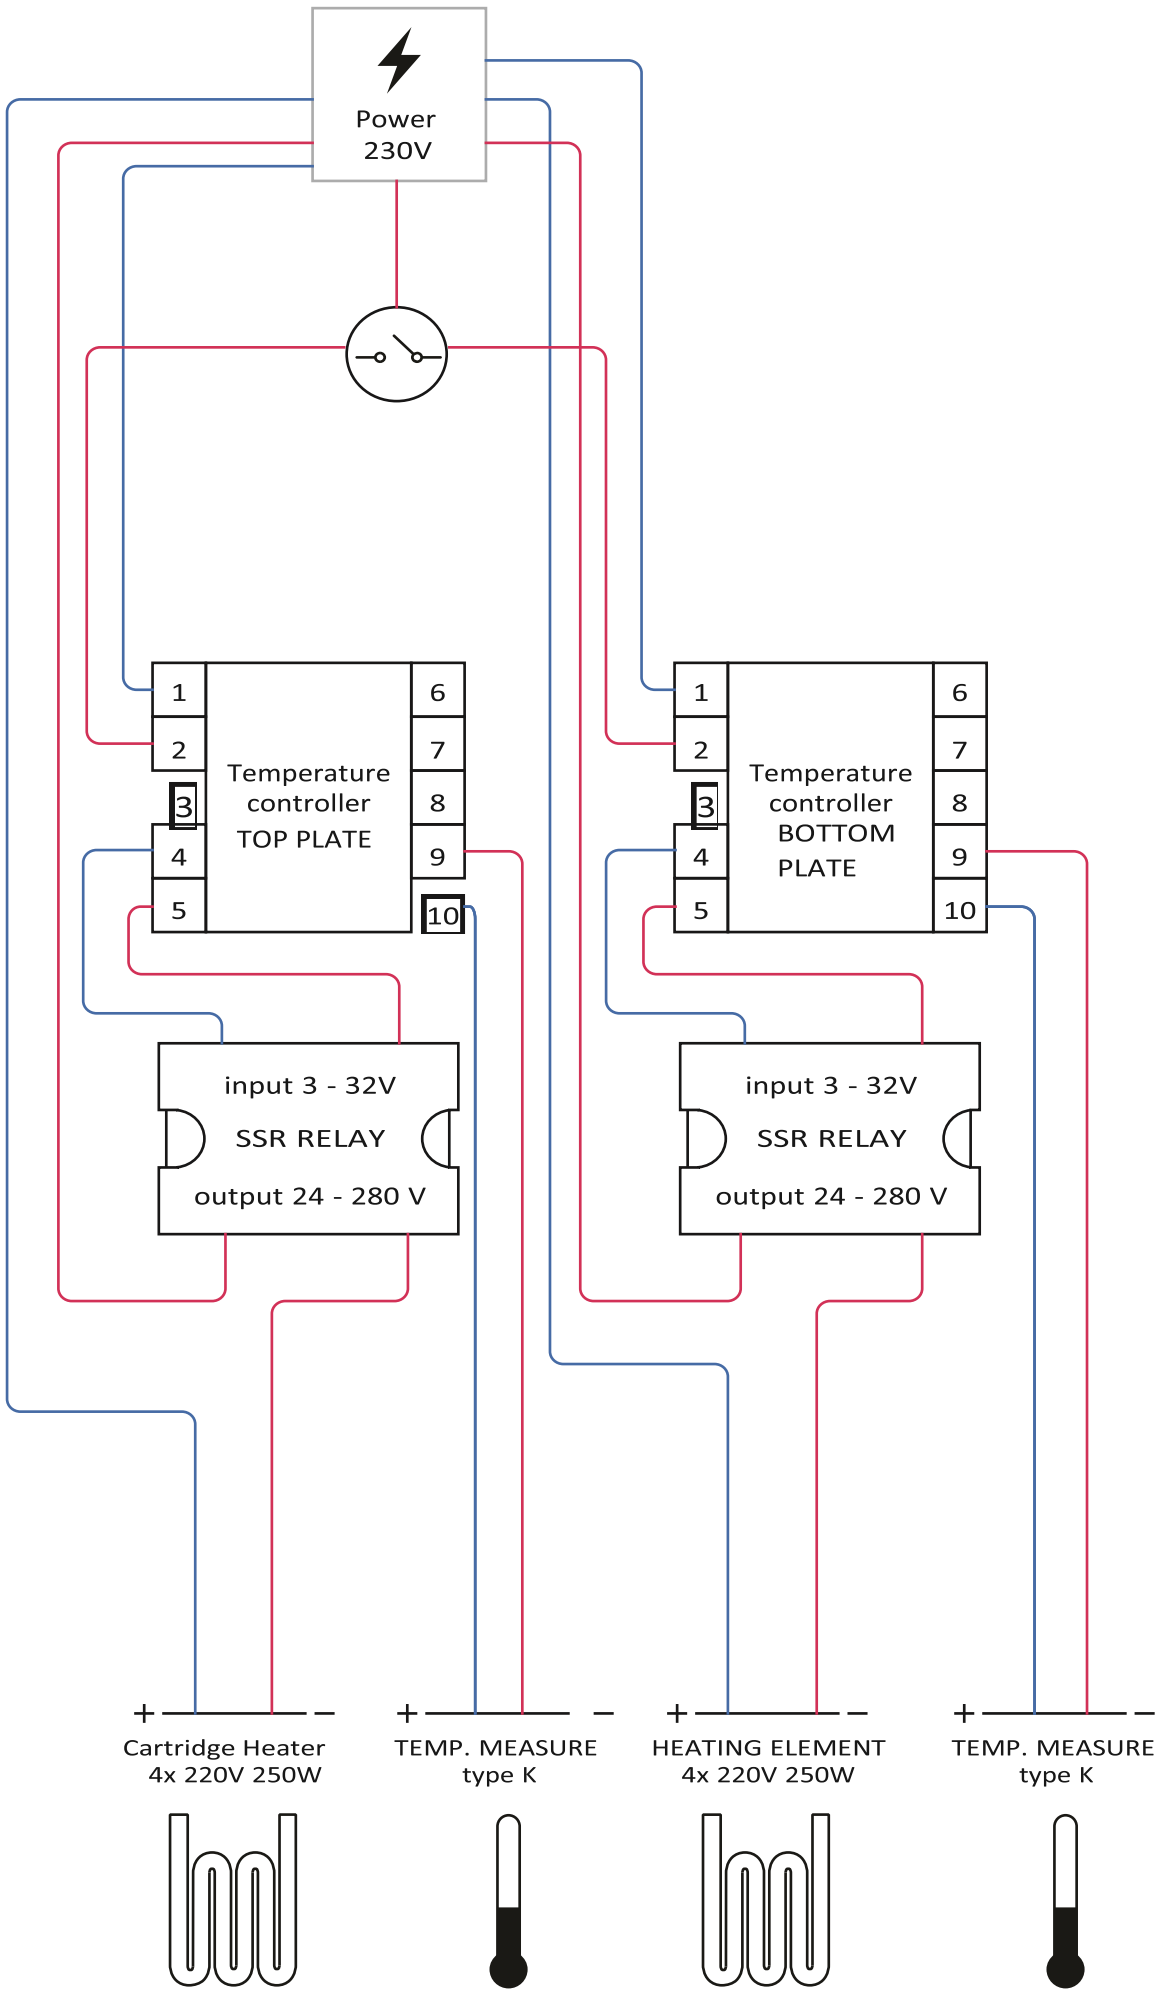 Power
230V
1
2
3
4
5
Temperature
controller
TOP PLATE
6
7
8
9
10
1
2
3
4
5
Temperature
controller
BOTTOM
PLATE
6
7
8
9
10
input 3 - 32V
SSR RELAY
output 24 - 280 V
input 3 - 32V
SSR RELAY
output 24 - 280 V
+ −
Cartridge Heater
4x 220V 250W
+ −
TEMP. MEASURE
type K
+ −
HEATING ELEMENT
4x 220V 250W
+ −
TEMP. MEASURE
type K